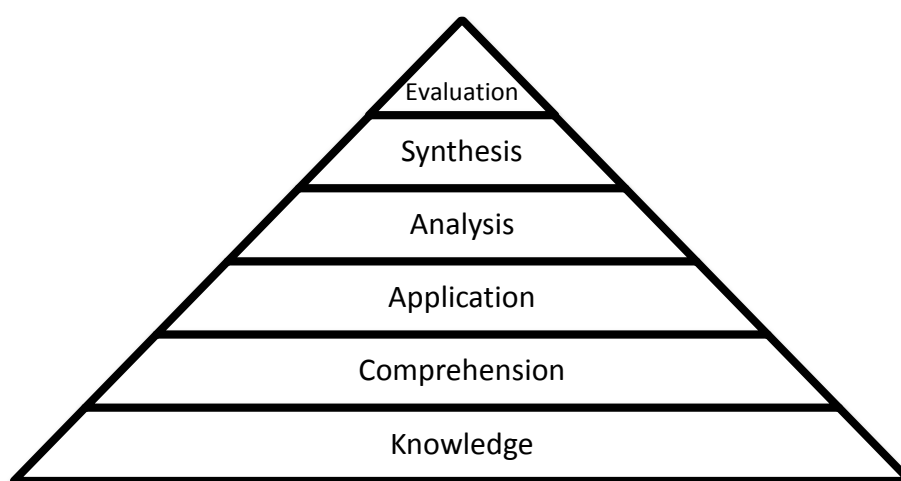 Evaluation
Synthesis
Analysis
Application
Comprehension
Knowledge